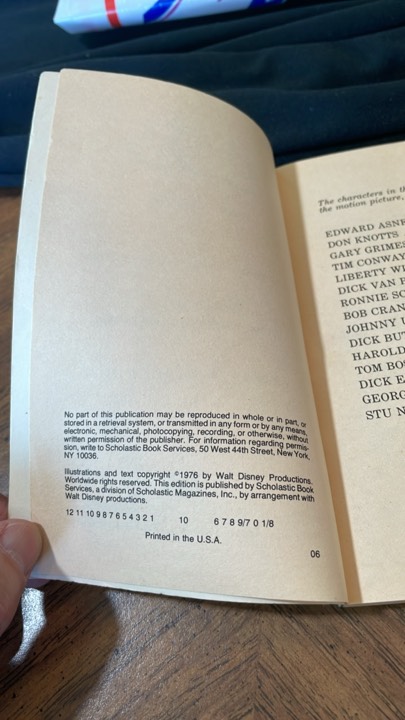 No part of this publication may be reproduced in whole or in part, or
stored in a retrieval system, or transmitted in any form or by any means,
electronic, mechanical, photocopying, recording, or otherwise, without
written permission of the publisher. For information regarding permis-
sion, write to Scholastic Book Services, 50 West 44th Street, New York,
NY 10036.
Illustrations and text copyright ©1976 by Walt Disney Productions.
Worldwide rights reserved. This edition is published by Scholastic Book
Services, a division of Scholastic Magazines, Inc., by arrangement with
Walt Disney productions.
12 11 10 9 8 7 6 5 4 3 2 1 10 6 7 8 9/7 0 1/8
Printed in the U.S.A.
06
The characters in
the motion picture,
EDWARD ASNE
DON KNOTTS
GARY GRIMES
TIM CONWAY
LIBERTY WI
DICK VAN P
RONNIE SC
BOB CRAN
JOHNNY
DICK BU
HAROLD
TOM BO
DICK E
GEORG
STU N